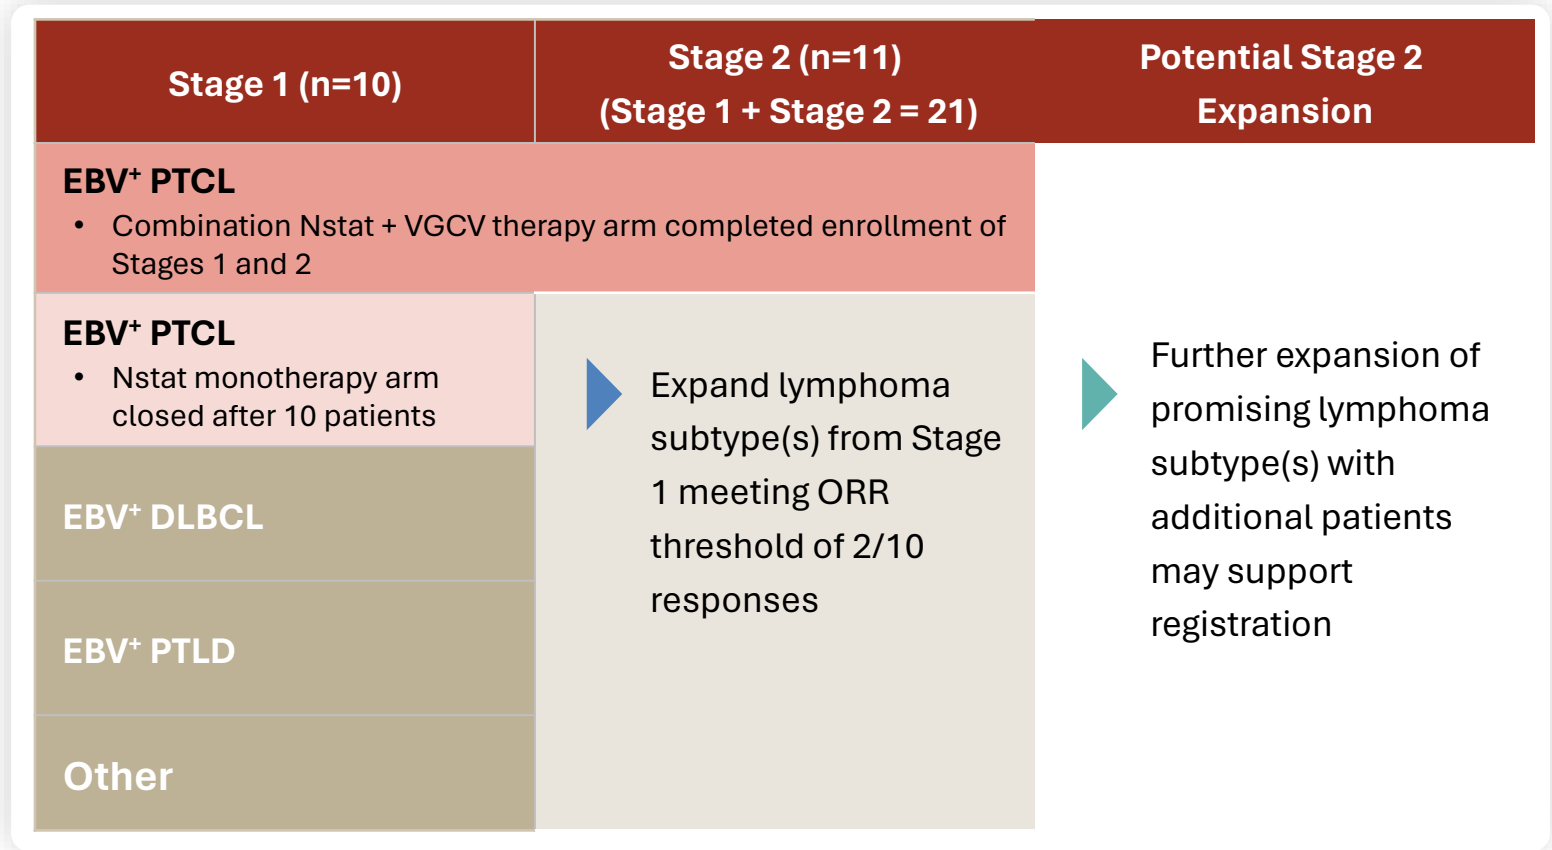 Stage 1 (n=10)
Stage 2 (n=11)
(Stage 1 + Stage 2 = 21)
Potential Stage 2
Expansion
EBV⁺ PTCL
• Combination Nstat + VGCV therapy arm completed enrollment of
Stages 1 and 2
EBV⁺ PTCL
• Nstat monotherapy arm
closed after 10 patients
EBV⁺ DLBCL
EBV⁺ PTLD
Other
Expand lymphoma
subtype(s) from Stage
1 meeting ORR
threshold of 2/10
responses
Further expansion of
promising lymphoma
subtype(s) with
additional patients
may support
registration